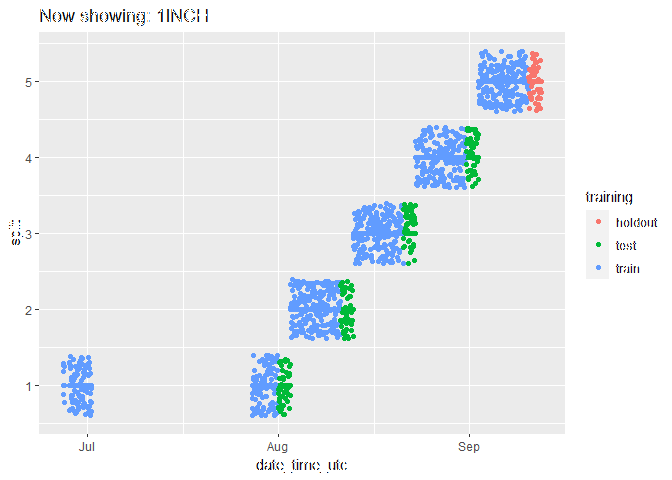 Now showing: 1INCH
5
4
3
2
1
split
Jul
Aug
Sep
date_time_utc
training
holdout
test
train